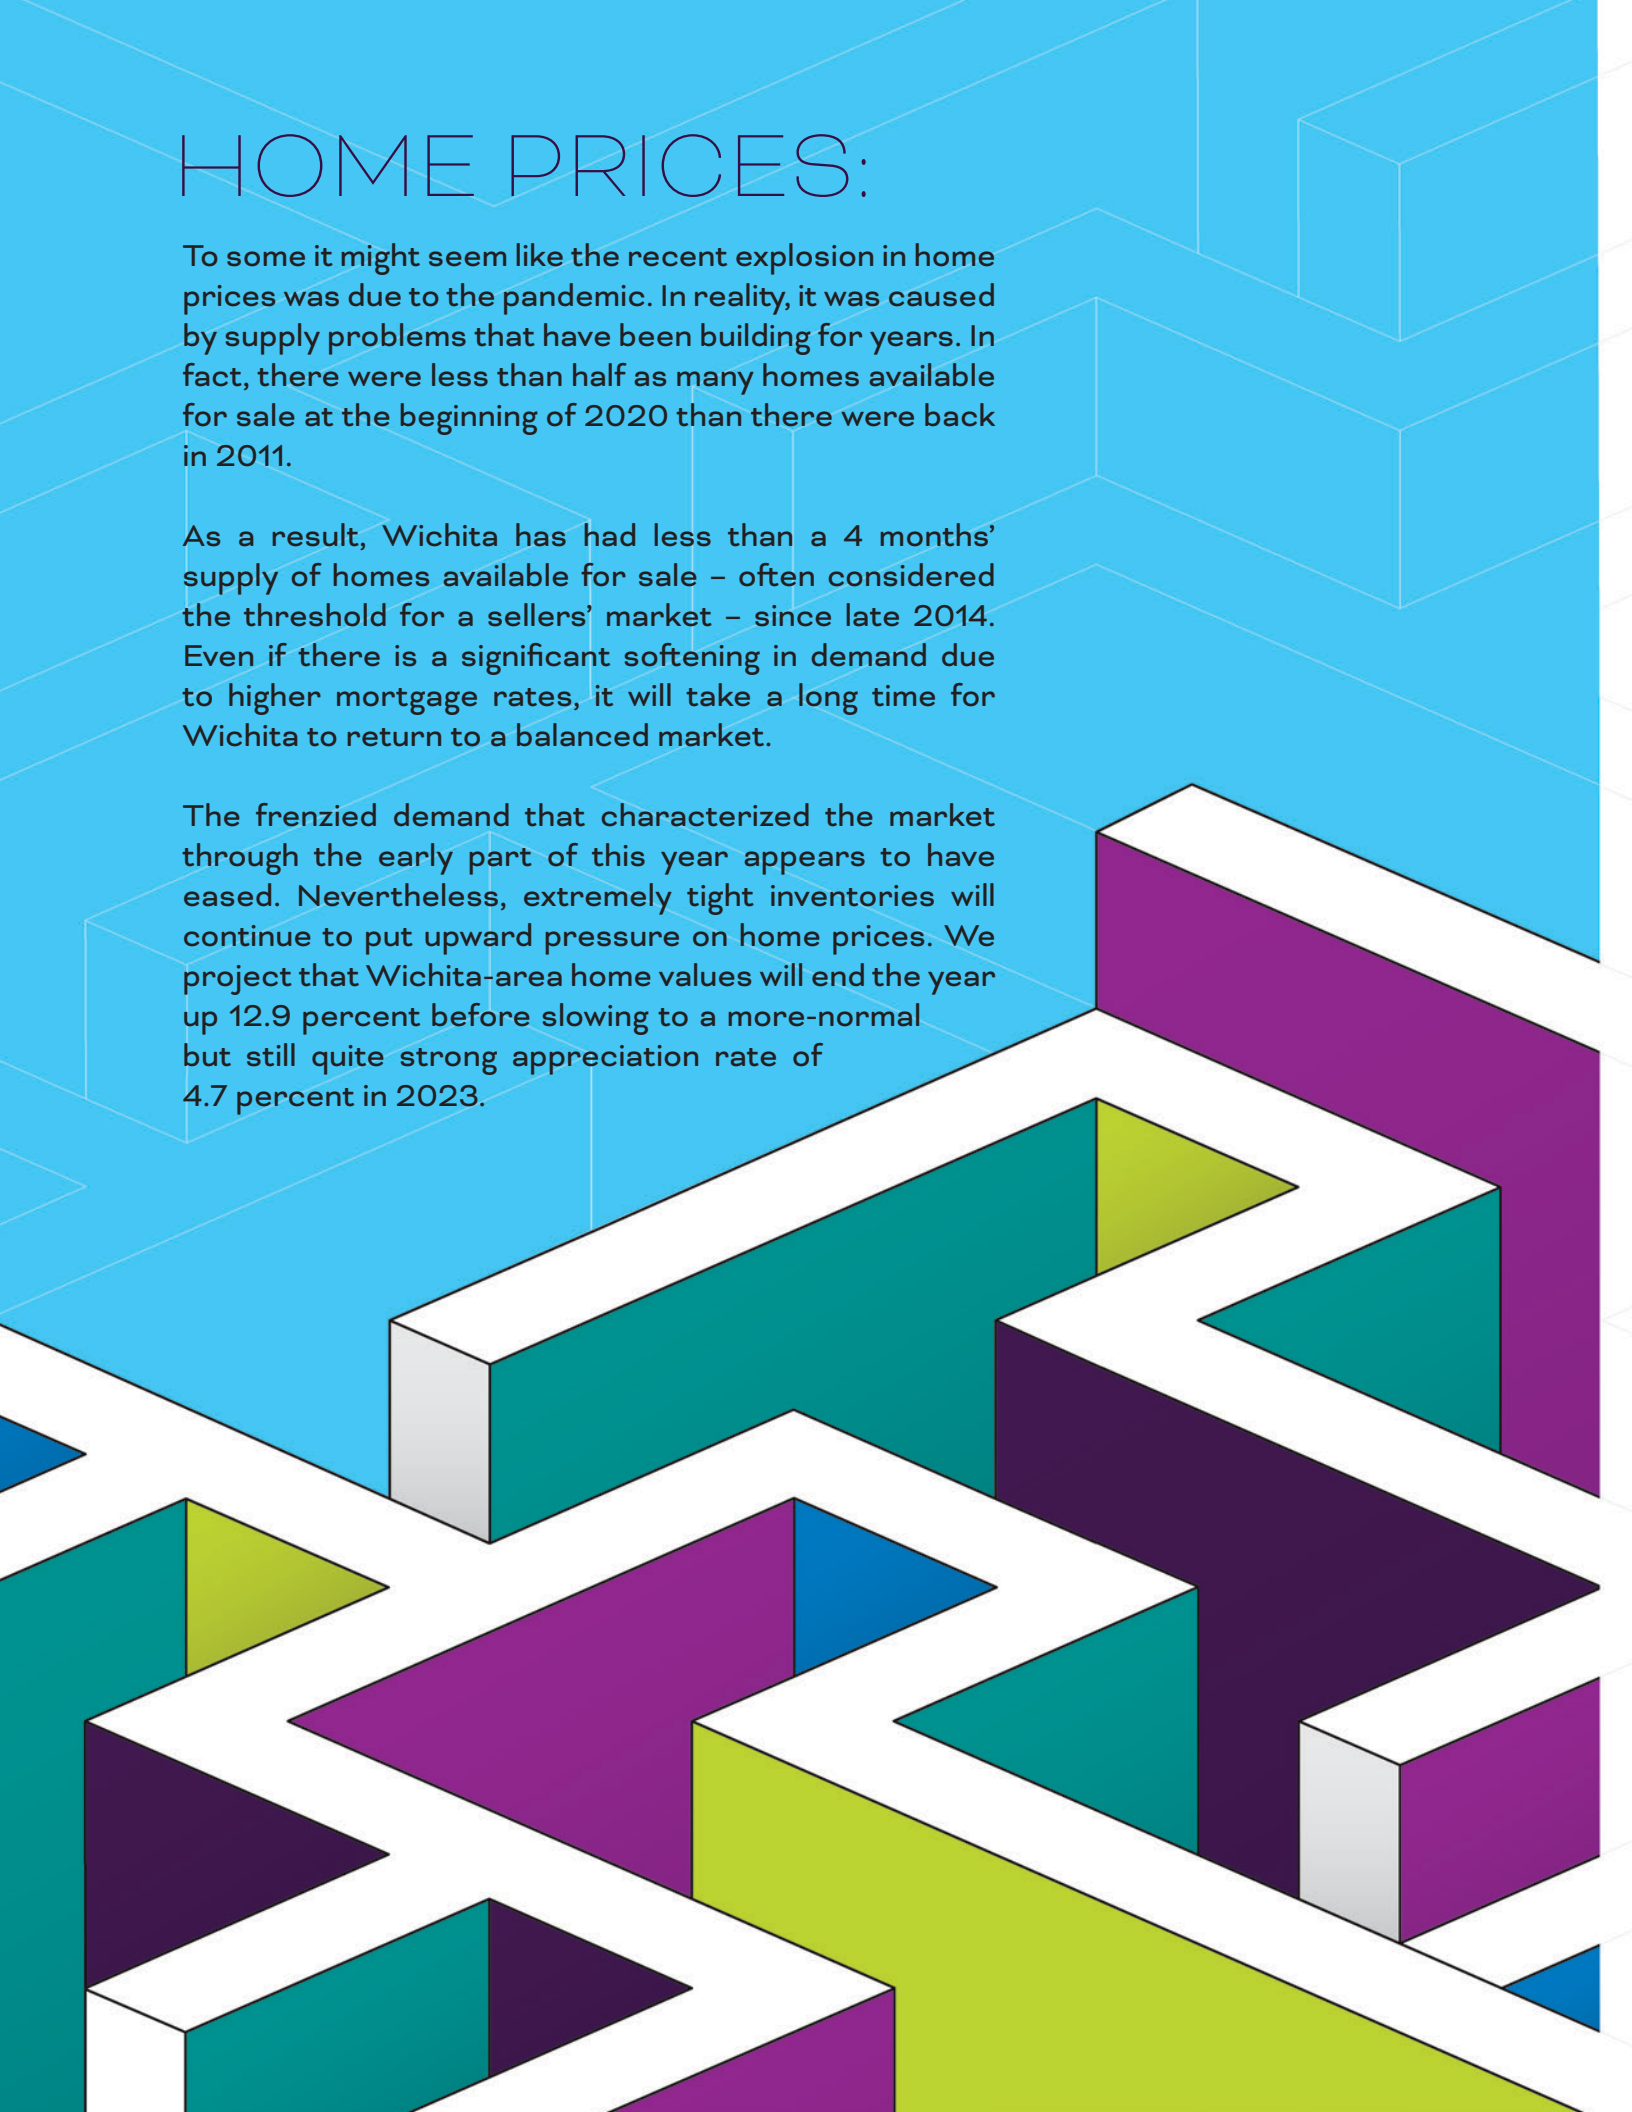 HOME PRICES:
To some it might seem like the recent explosion in home
prices was due to the pandemic. In reality, it was caused
by supply problems that have been building for years. In
fact, there were less than half as many homes available
for sale at the beginning of 2020 than there were back
in 2011.
As a result, Wichita has had less than a 4 months’
supply of homes available for sale – often considered
the threshold for a sellers’ market – since late 2014.
Even if there is a significant softening in demand due
to higher mortgage rates, it will take a long time for
Wichita to return to a balanced market.
The frenzied demand that characterized the market
through the early part of this year appears to have
eased. Nevertheless, extremely tight inventories will
continue to put upward pressure on home prices. We
project that Wichita-area home values will end the year
up 12.9 percent before slowing to a more-normal
but still quite strong appreciation rate of
4.7 percent in 2023.